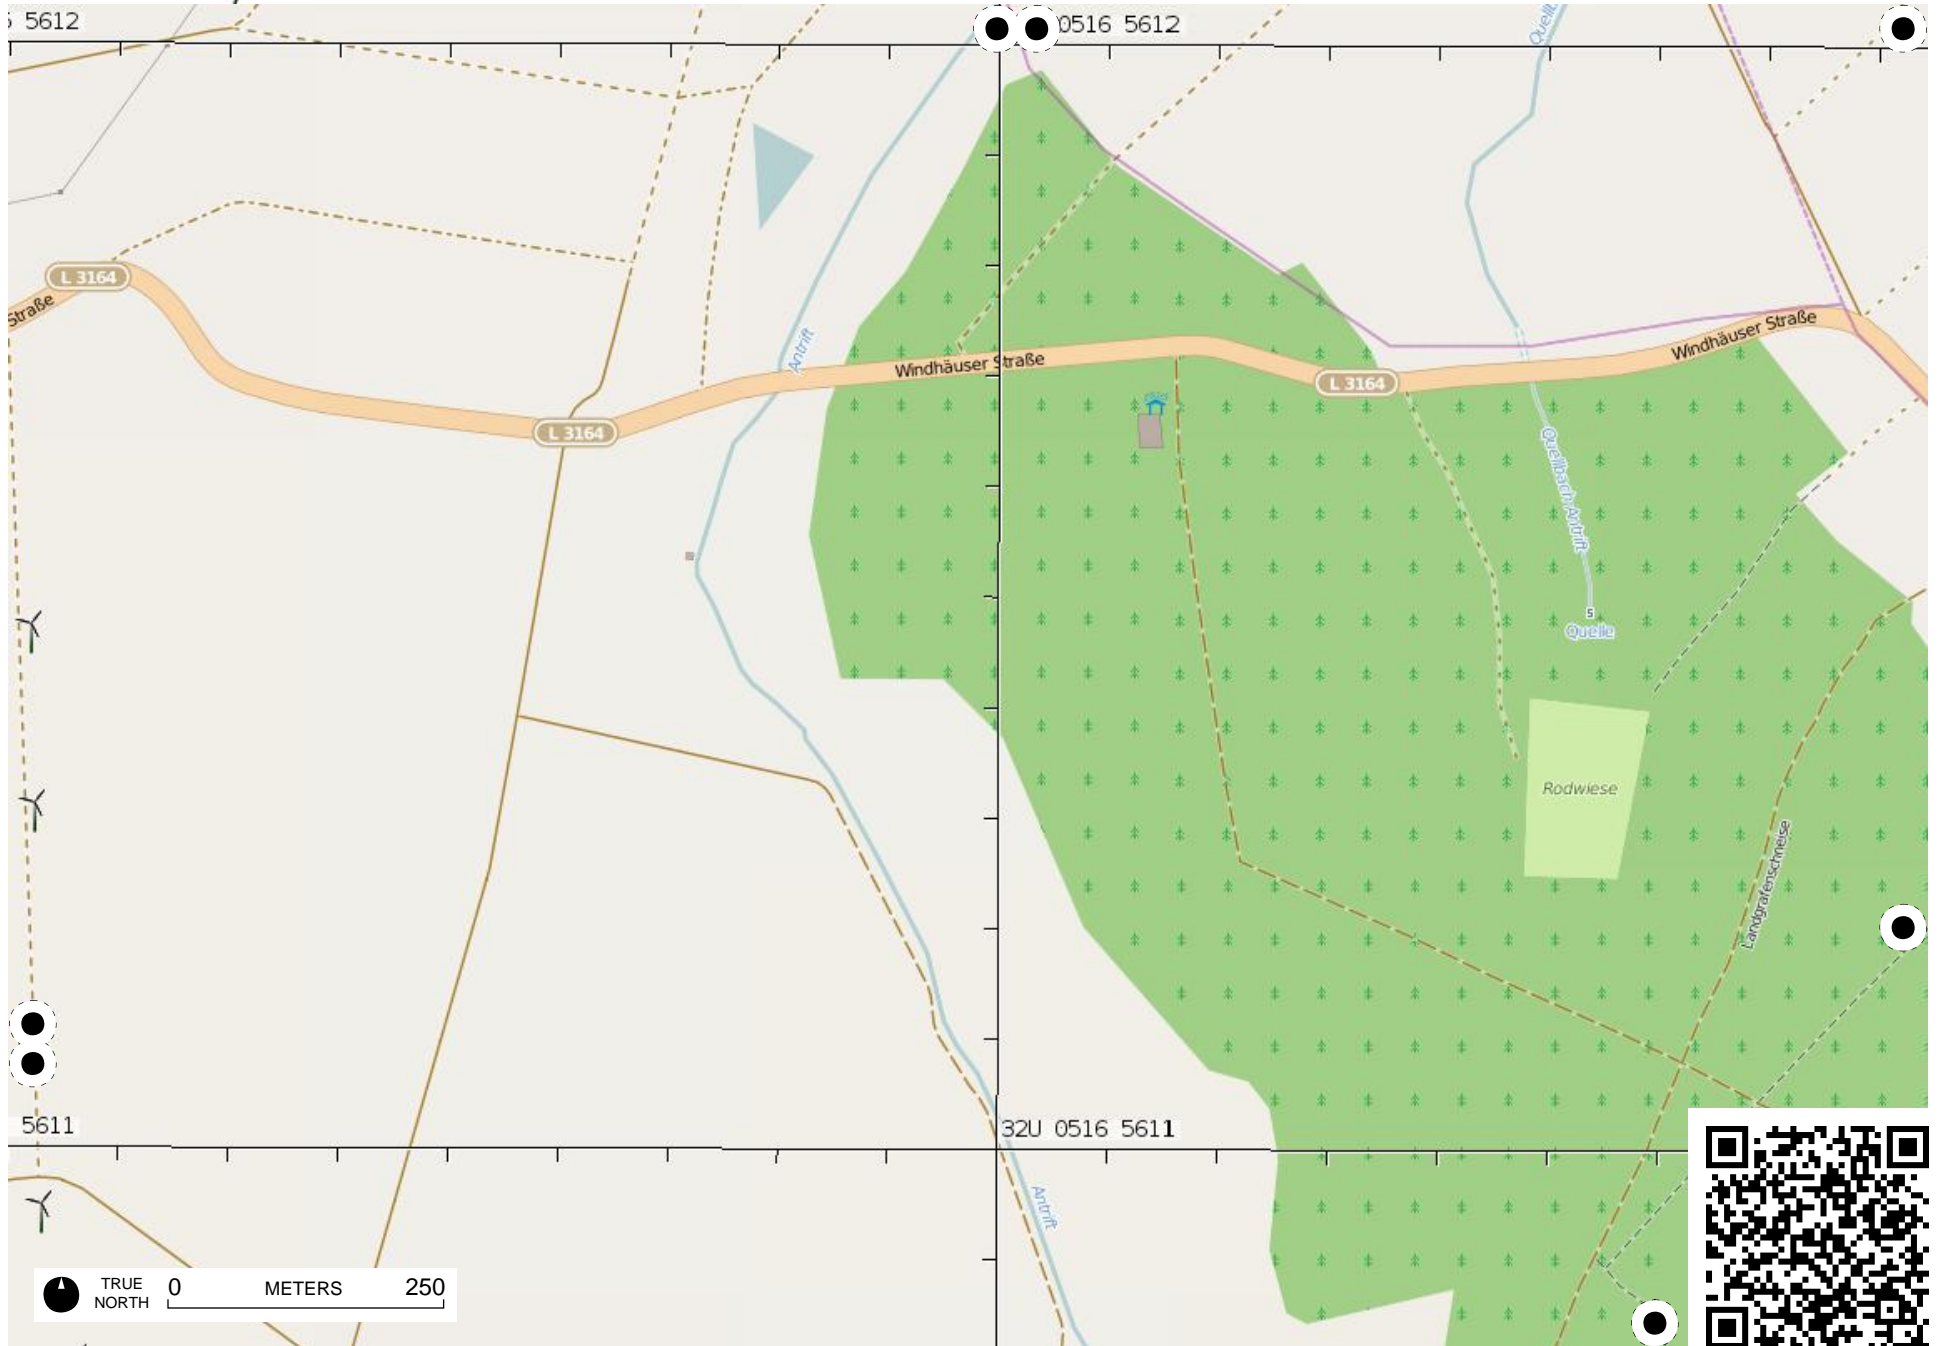 5612
0516 5612
Quellb
L 3164
Straße
Antrift
Windhäuser Straße
Windhäuser Straße
L 3164
L 3164
Quellbach Antrift
s
Quelle
Rodwiese
Landgrafenschneise
5611
32U 0516 5611
Antrift
TRUE
NORTH
0 METERS 250